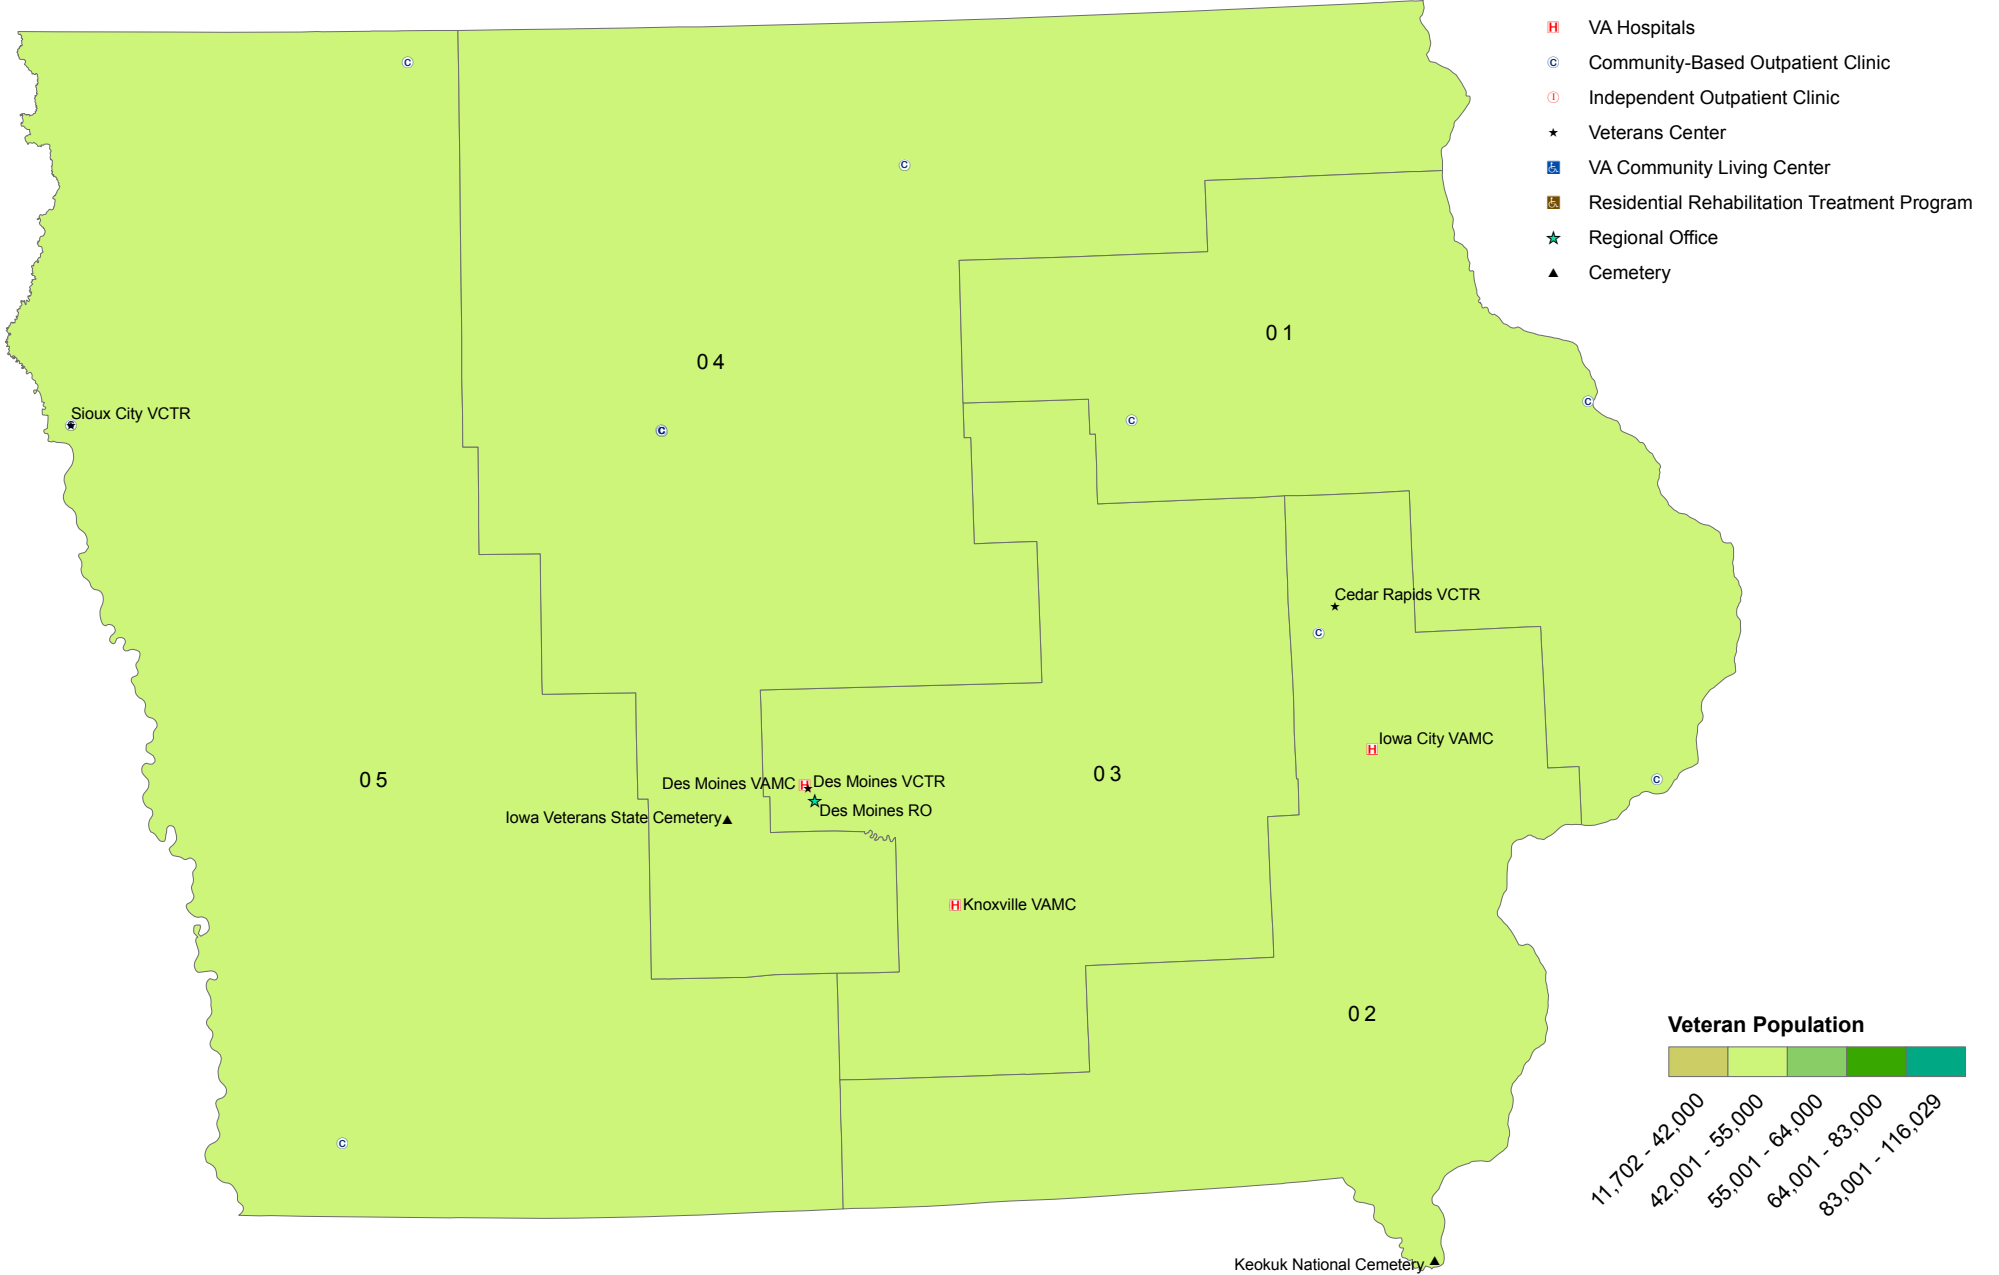 VA Hospitals
Community-Based Outpatient Clinic
Independent Outpatient Clinic
Veterans Center
VA Community Living Center
Residential Rehabilitation Treatment Program
Regional Office
Cemetery
H
C
I
C
C
01
04
C
Sioux City VCTR
C
C
C
Cedar Rapids VCTR
C
Iowa City VAMC
H
05
03
C
Des Moines VAMC
H
Des Moines VCTR
Des Moines RO
Iowa Veterans State Cemetery
H
Knoxville VAMC
02
C
Keokuk National Cemetery
Veteran Population
11,702 - 42,000
42,001 - 55,000
55,001 - 64,000
64,001 - 83,000
83,001 - 116,029